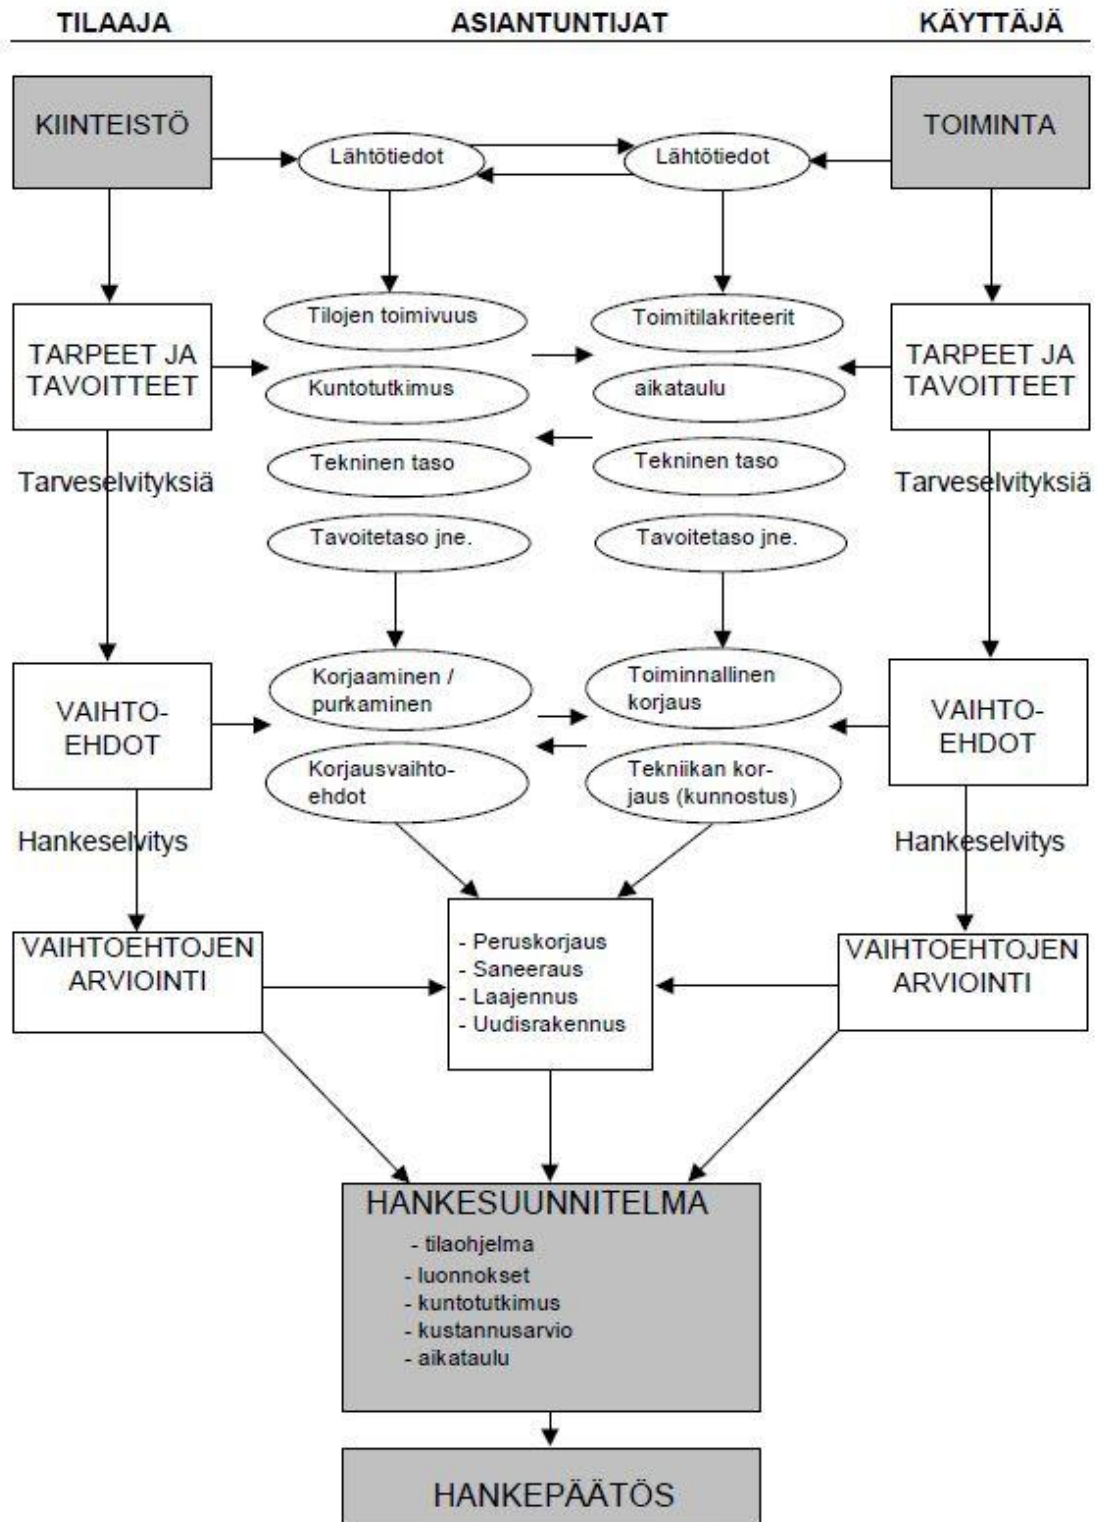 TILAAJA ASIANTUNTIJAT KÄYTTÄJÄ
KIINTEISTÖ
TOIMINTA
Lähtötiedot
Lähtötiedot
TARPEET JA
TAVOITTEET
Tilojen toimivuus
Toimitilakriteerit
TARPEET JA
TAVOITTEET
Kuntotutkimus
aikataulu
Tekninen taso
Tekninen taso
Tarveselvityksiä
Tarveselvityksiä
Tavoitetaso jne.
Tavoitetaso jne.
VAIHTO-
EHDOT
Korjaaminen /
purkaminen
Toiminnallinen
korjaus
VAIHTO-
EHDOT
Korjausvaihto-
ehdot
Tekniikan kor-
jaus (kunnostus)
Hankeselvitys
Hankeselvitys
VAIHTOEHTOJEN
ARVIOINTI
- Peruskorjaus
- Saneeraus
- Laajennus
- Uudisrakennus
VAIHTOEHTOJEN
ARVIOINTI
HANKESUUNNITELMA
- tilaohjelma
- luonnokset
- kuntotutkimus
- kustannusarvio
- aikataulu
HANKEPÄÄTÖS